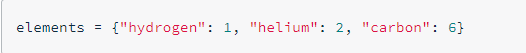 elements = {"hydrogen": 1, "helium": 2, "carbon": 6}